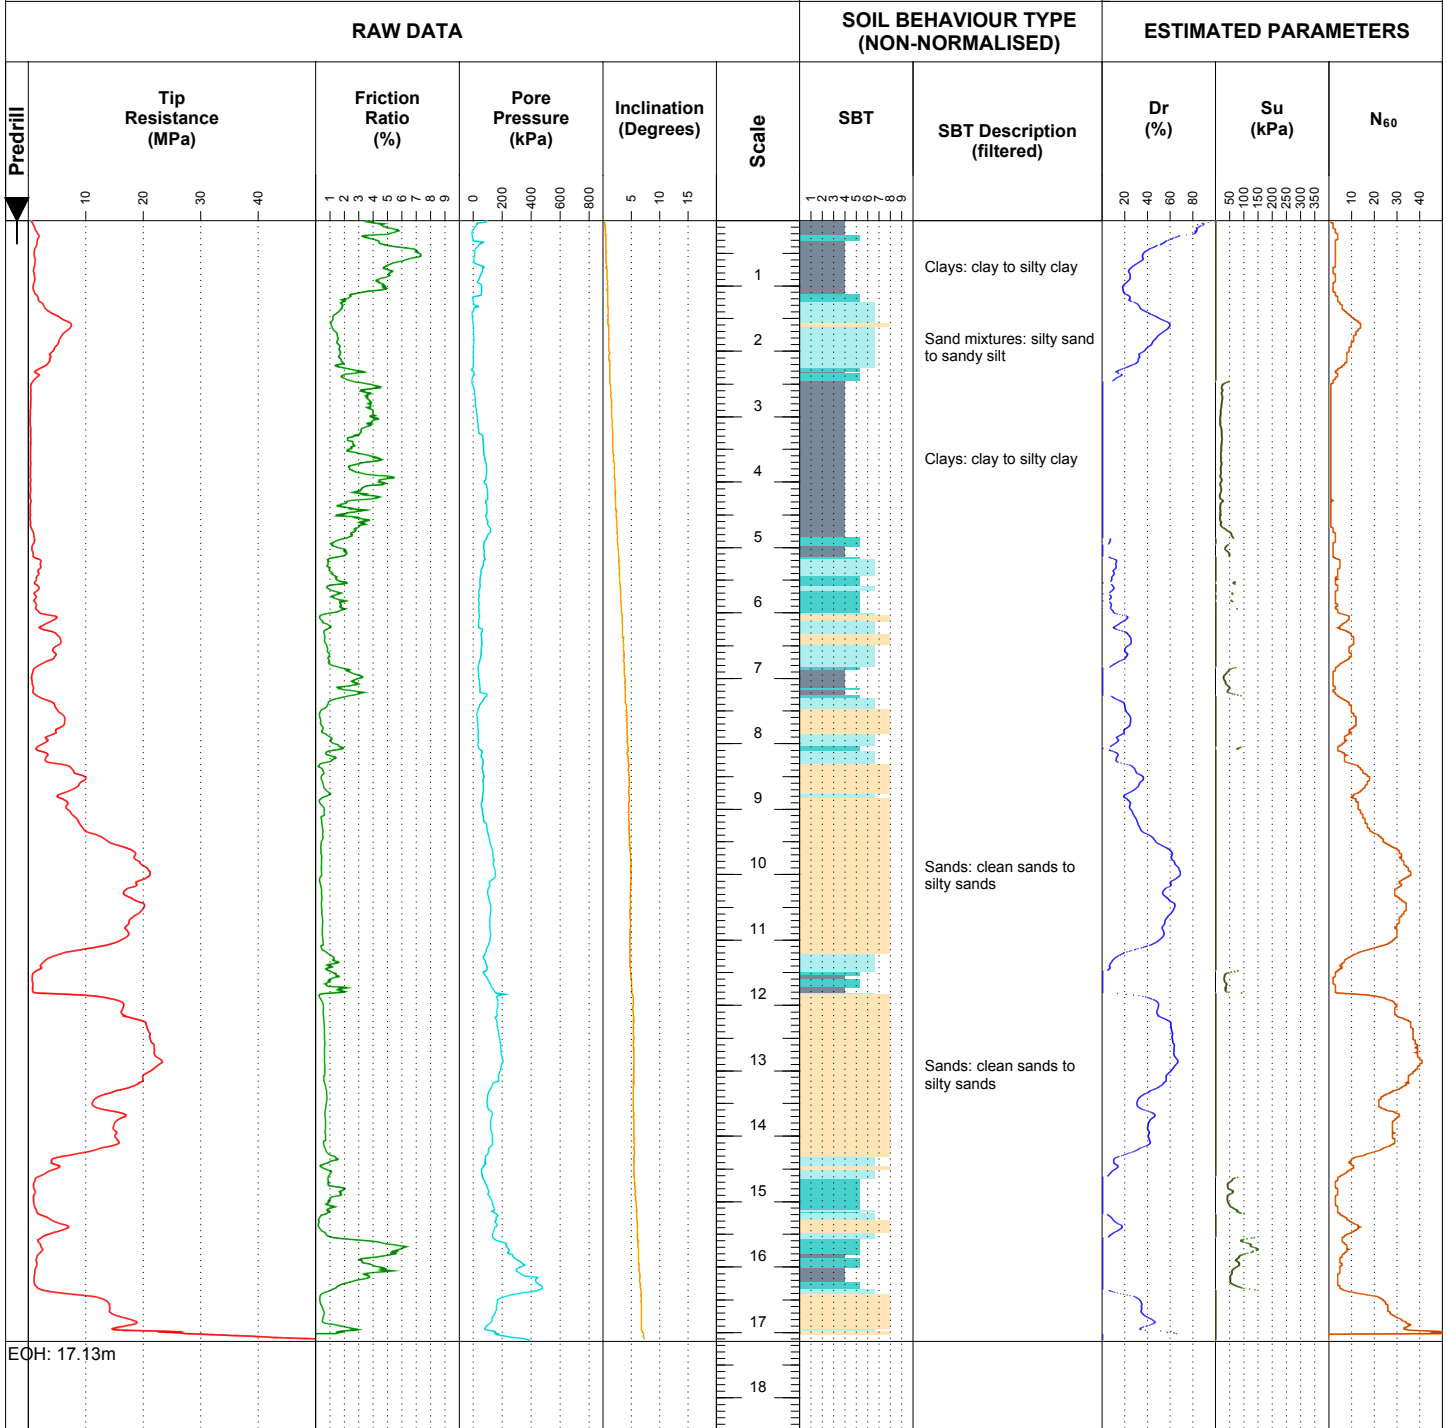 RAW DATA
SOIL BEHAVIOUR TYPE
(NON-NORMALISED)
ESTIMATED PARAMETERS
Predrill
Tip
Resistance
(MPa)
Friction
Ratio
(%)
Pore
Pressure
(kPa)
Inclination
(Degrees)
Scale
SBT
SBT Description
(filtered)
Dr
(%)
Su
(kPa)
N60
10 20 30 40
1 2 3 4 5 6 7 8 9
0 200 400 600 800
5 10 15
1 2 3 4 5 6 7 8 9
20 40 60 80
50 100 150 200 250 300 350
10 20 30 40
1
Clays: clay to silty clay
2
Sand mixtures: silty sand
to sandy silt
3
Clays: clay to silty clay
4
5
6
7
8
9
10
Sands: clean sands to
silty sands
11
12
13
Sands: clean sands to
silty sands
14
15
16
17
EOH: 17.13m
18